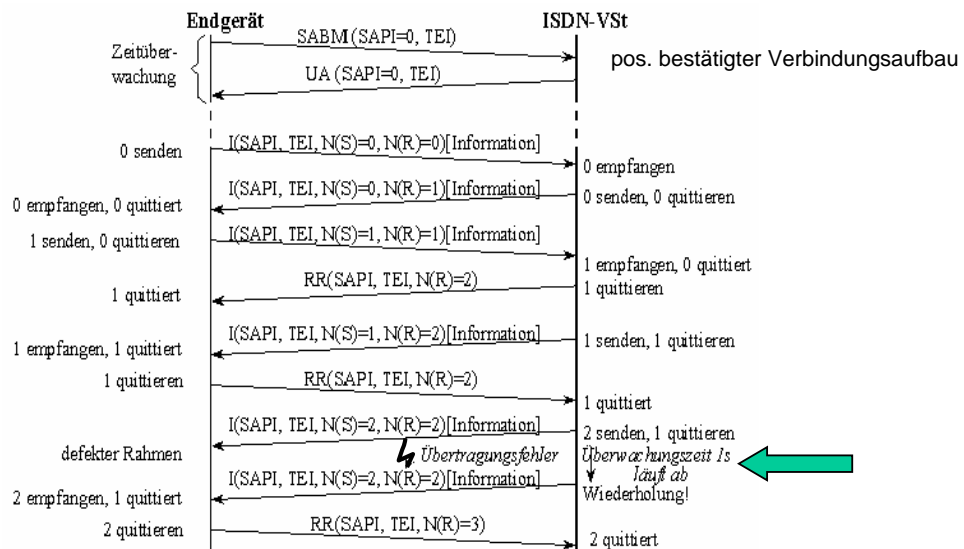 Endgerät ISDN-VSt
SABM(SAPI=0, TEI)
Zeitüber-
wachung
pos. bestätigter Verbindungsaufbau
UA (SAPI=0, TEI)
I(SAPI, TEI, N(S)=0, N(R)=0)[Information]
0 senden
0 empfangen
I(SAPI, TEI, N(S)=0, N(R)=1)[Information]
0 senden, 0 quittieren
0 empfangen, 0 quittiert
I(SAPI, TEI, N(S)=1, N(R)=1)[Information]
1 senden, 0 quittieren
1 empfangen, 0 quittiert
RR(SAPI, TEI, N(R)=2)
1 quittieren
1 quittiert
I(SAPI, TEI, N(S)=1, N(R)=2)[Information]
1 senden, 1 quittieren
1 empfangen, 1 quittiert
RR(SAPI, TEI, N(R)=2)
1 quittieren
1 quittiert
I(SAPI, TEI, N(S)=2, N(R)=2)[Information]
2 senden, 1 quittieren
defekter Rahmen
Übertragungsfehler
Überwachungszeit 1s
läuft ab
I(SAPI, TEI, N(S)=2, N(R)=2)[Information]
Wiederholung!
2 empfangen, 1 quittiert
RR(SAPI, TEI, N(R)=3)
2 quittieren
2 quittiert